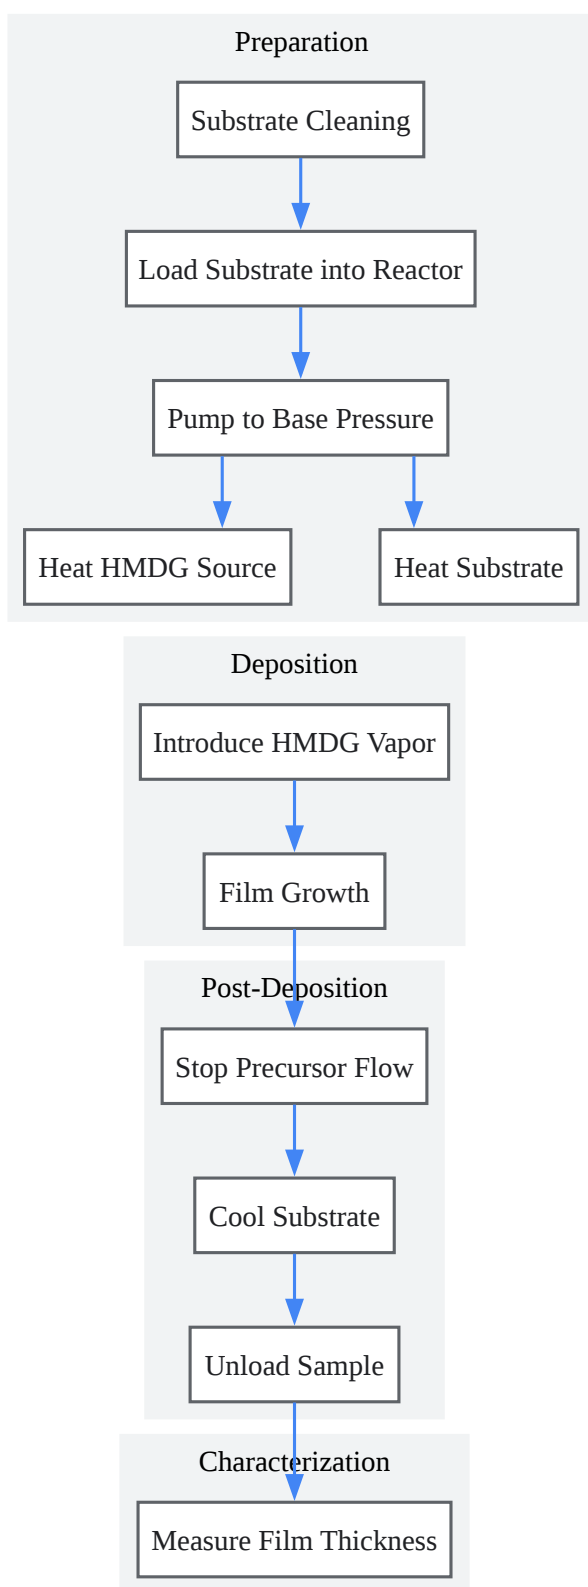 Preparation
Substrate Cleaning
Load Substrate into Reactor
Pump to Base Pressure
Heat HMDG Source
Heat Substrate
Deposition
Introduce HMDG Vapor
Film Growth
Post-Deposition
Stop Precursor Flow
Cool Substrate
Unload Sample
Characterization
Measure Film Thickness